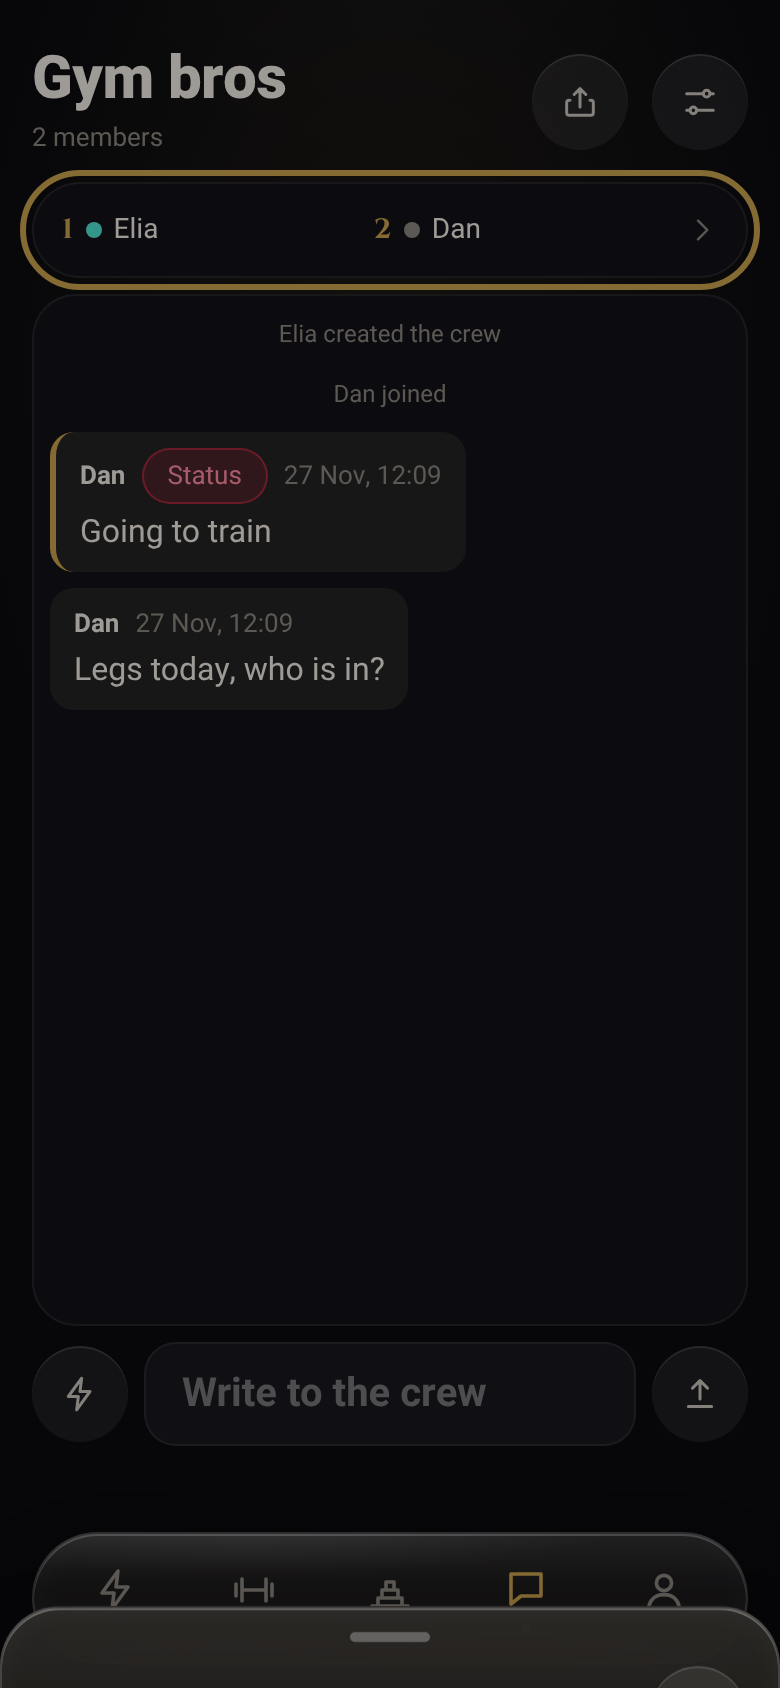 Gym bros
2 members
1 Elia 2 Dan
Elia created the crew
Dan joined
Dan Status 27 Nov, 12:09
Going to train
Dan 27 Nov, 12:09
Legs today, who is in?
Write to the crew